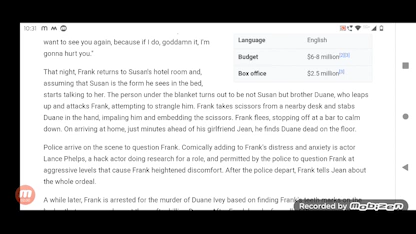 10:31 M M
want to see you again, because if I do, goddamn it, I'm
gonna hurt you."
Language English
Budget $6-8 million
Box office $2.5 million
That night, Frank returns to Susan's hotel room and,
assuming that Susan is the form he sees in the bed,
starts talking to her. The person under the blanket turns out to be not Susan but brother Duane, who leaps
up and attacks Frank, attempting to strangle him. Frank takes scissors from a nearby desk and stabs
Duane in the hand, impaling him and embedding the scissors. Frank flees, stopping off at a bar to calm
down. On arriving at home, just minutes ahead of his girlfriend Jean, he finds Duane dead on the floor.
Police arrive on the scene to question Frank. Comically adding to Frank's distress and anxiety is actor
Lance Phelps, a hack actor doing research for a role, and permitted by the police to question Frank at
aggressive levels that cause Frank heightened discomfort. After the police depart, Frank tells Jean about
the whole ordeal.
A while later, Frank is arrested for the murder of Duane Ivey based on finding Frank's teeth marks on the
Recorded by MOBIZEN